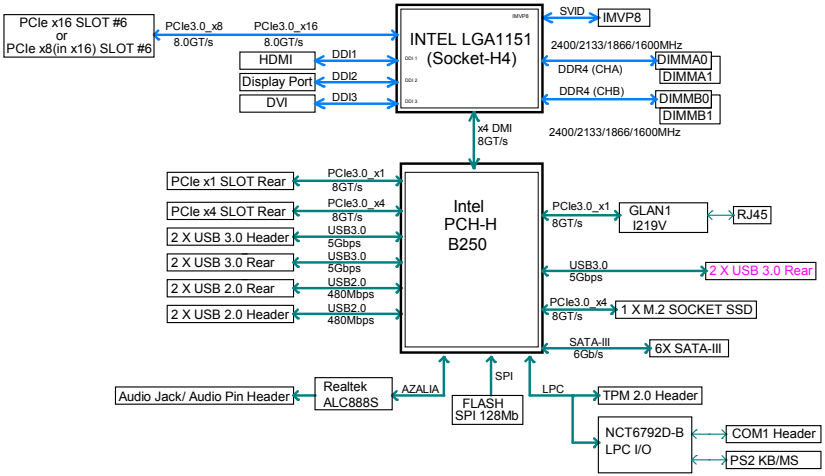 PCIe x16 SLOT #6
or
PCIe x8(in x16) SLOT #6
PCIe3.0_x8
8.0GT/s
PCIe3.0_x16
8.0GT/s
HDMI
DDI1
Display Port
DDI2
DVI
DDI3
IMVP8
INTEL LGA1151
(Socket-H4)
DDI 1
DDI 2
DDI 3
SVID
IMVP8
2400/2133/1866/1600MHz
DDR4 (CHA)
DIMMA0
DIMMA1
DDR4 (CHB)
DIMMB0
DIMMB1
2400/2133/1866/1600MHz
x4 DMI
8GT/s
Intel
PCH-H
B250
PCIe x1 SLOT Rear
PCIe3.0_x1
8GT/s
PCIe x4 SLOT Rear
PCIe3.0_x4
8GT/s
2 X USB 3.0 Header
USB3.0
5Gbps
2 X USB 3.0 Rear
USB3.0
5Gbps
2 X USB 2.0 Rear
USB2.0
480Mbps
2 X USB 2.0 Header
USB2.0
480Mbps
PCIe3.0_x1
8GT/s
GLAN1
I219V
RJ45
USB3.0
5Gbps
2 X USB 3.0 Rear
PCIe3.0_x4
8GT/s
1 X M.2 SOCKET SSD
SATA-III
6Gb/s
6X SATA-III
Audio Jack/ Audio Pin Header
Realtek
ALC888S
AZALIA
SPI
FLASH
SPI 128Mb
LPC
TPM 2.0 Header
NCT6792D-B
LPC I/O
COM1 Header
PS2 KB/MS